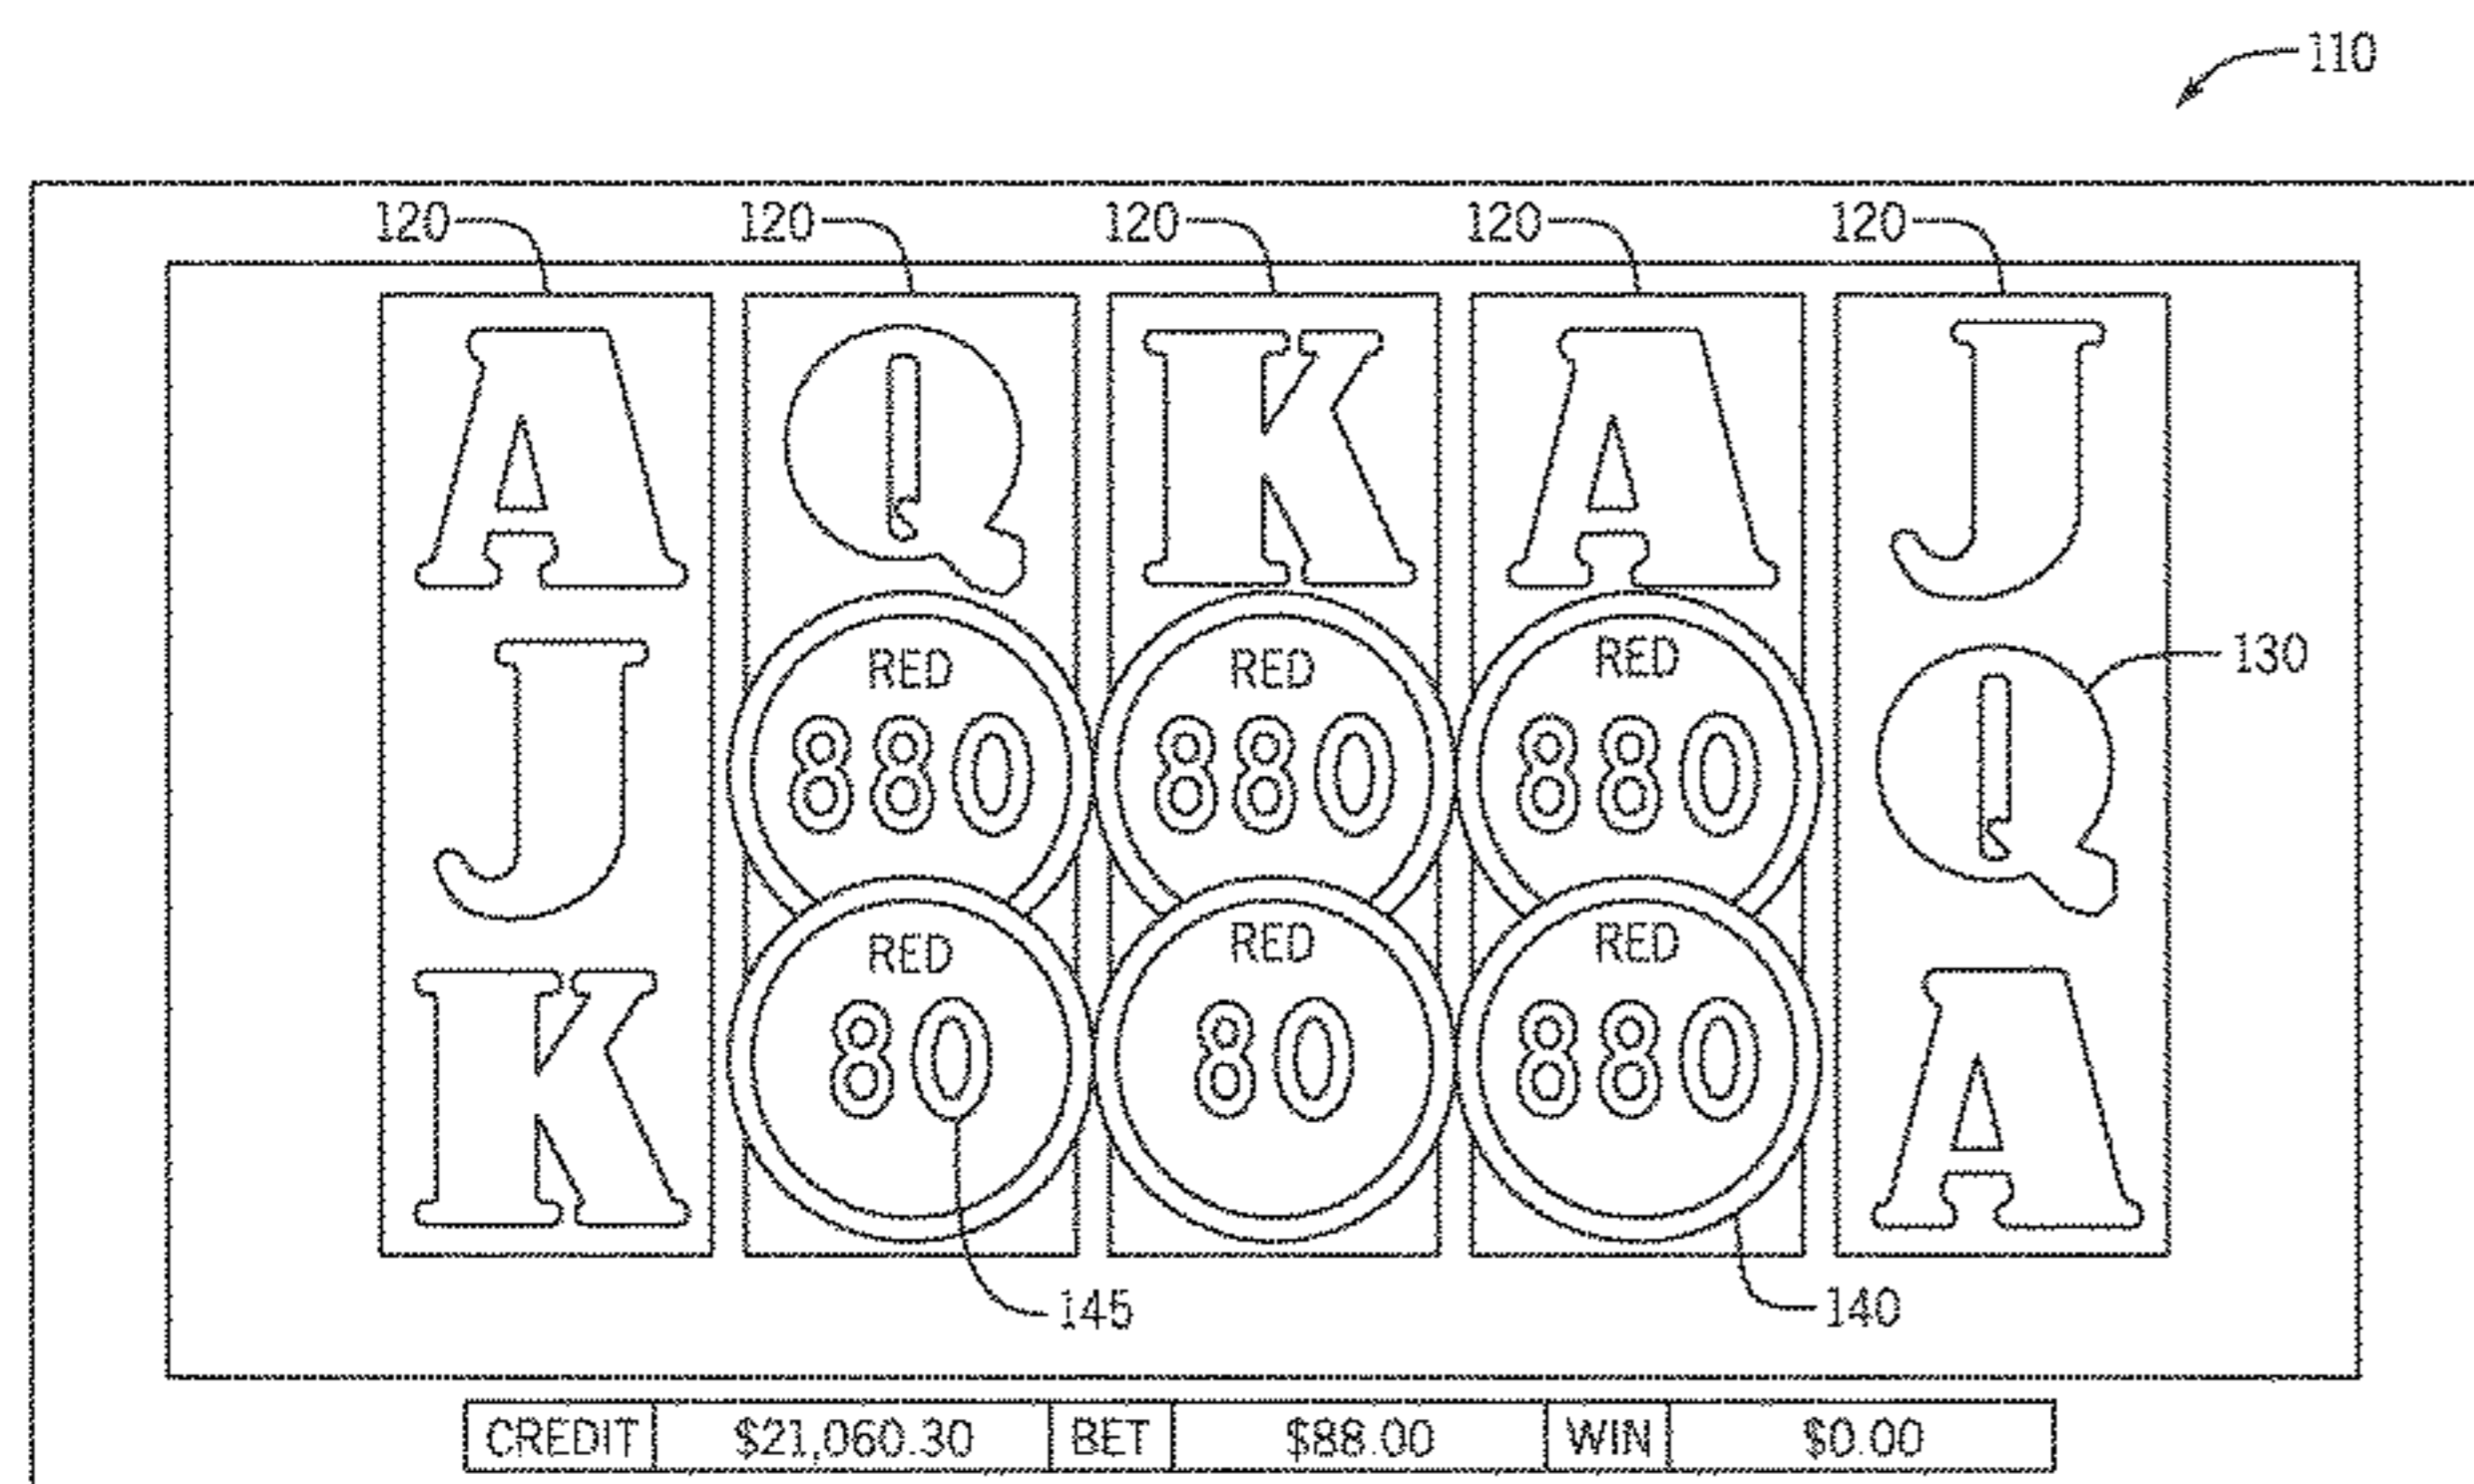 110
120 120 120 120 120
A Q K A J
J RED RED RED Q 130
880 880 880
K RED RED RED A
80 80 880
145 140
CREDIT $21,060.30 BET $88.00 WIN $0.00